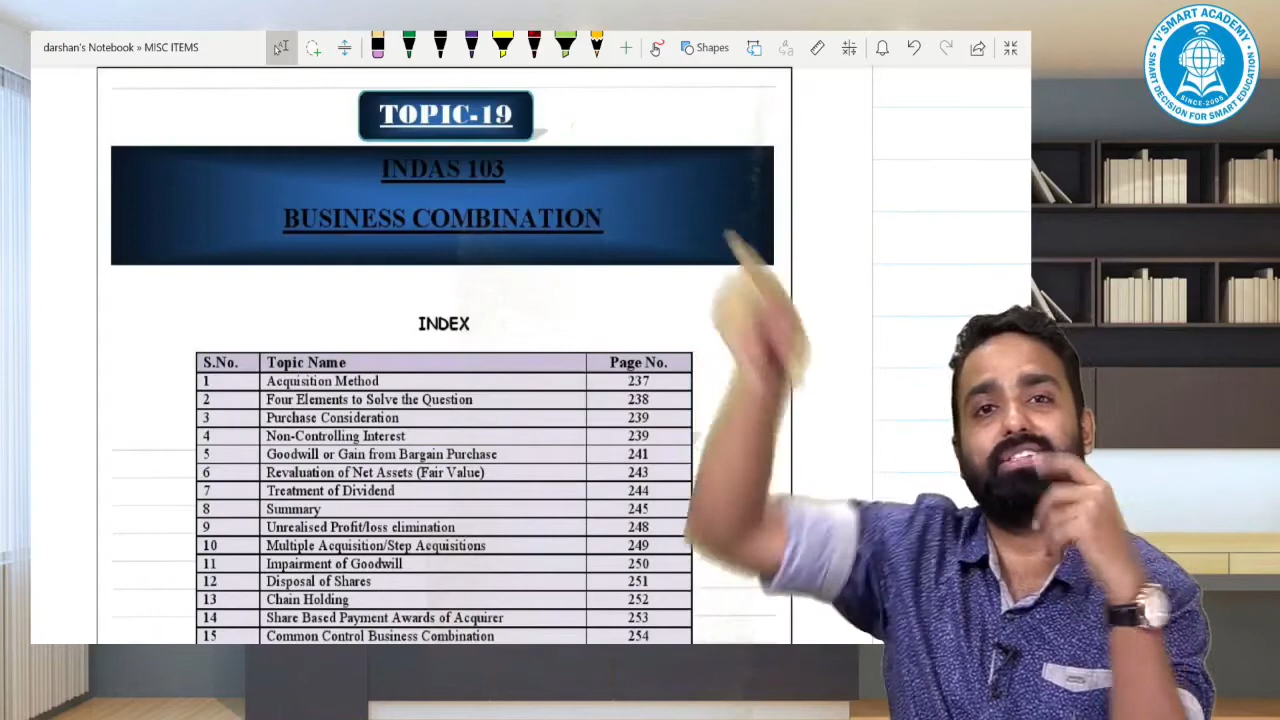 darshan's Notebook » MISC ITEMS
Shapes
V'SMART ACADEMY
SINCE-2005
SMART DECISION FOR SMART EDUCATION
TOPIC-19
INDAS 103
BUSINESS COMBINATION
INDEX
S.No. Topic Name Page No.
1 Acquisition Method 237
2 Four Elements to Solve the Question 238
3 Purchase Consideration 239
4 Non-Controlling Interest 239
5 Goodwill or Gain from Bargain Purchase 241
6 Revaluation of Net Assets (Fair Value) 243
7 Treatment of Dividend 244
8 Summary 245
9 Unrealised Profit/loss elimination 248
10 Multiple Acquisition/Step Acquisitions 249
11 Impairment of Goodwill 250
12 Disposal of Shares 251
13 Chain Holding 252
14 Share Based Payment Awards of Acquirer 253
15 Common Control Business Combination 254